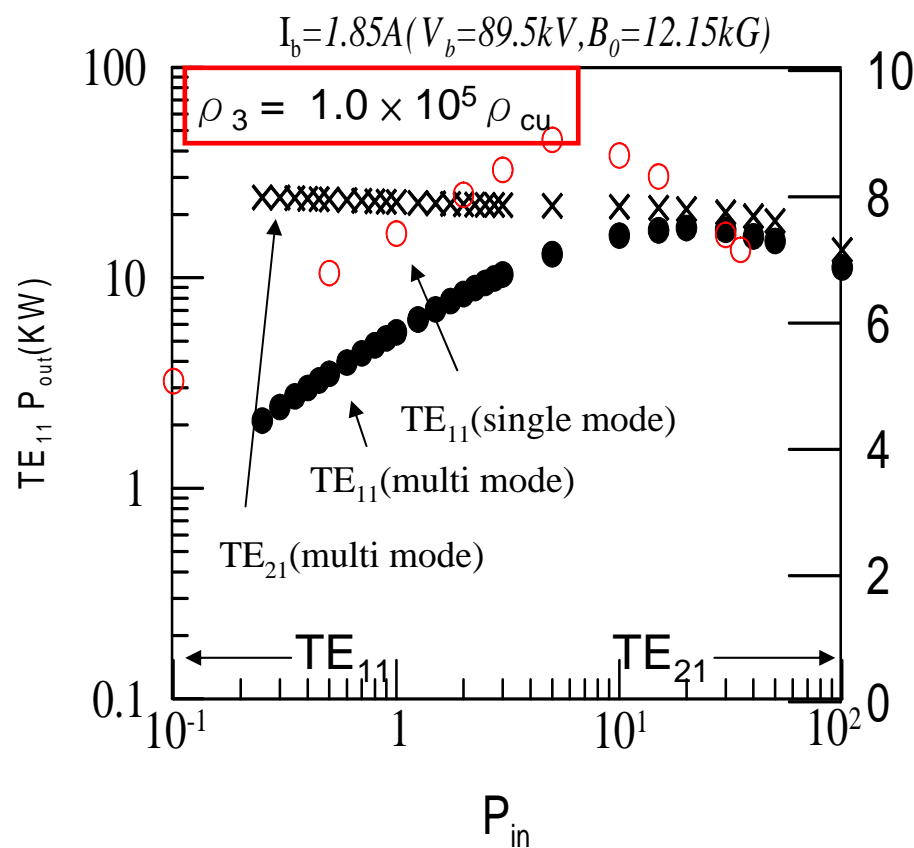 I_b=1.85A(V_b=89.5kV,B_0=12.15kG)
100
10
ρ_3 = 1.0 × 10^5 ρ_cu
8
TE_11 P_out(KW)
10
6
TE_11(single mode)
4
TE_11(multi mode)
1
TE_21(multi mode)
2
TE_11
TE_21
0.1
0
10^-1
1
10^1
10^2
P_in